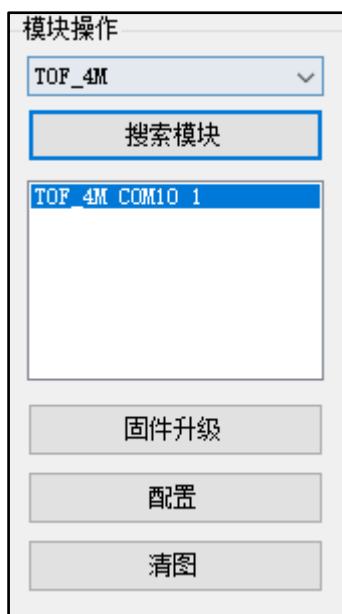 模块操作
TOF_4M
搜索模块
TOF_4M COM10 1
固件升级
配置
清图